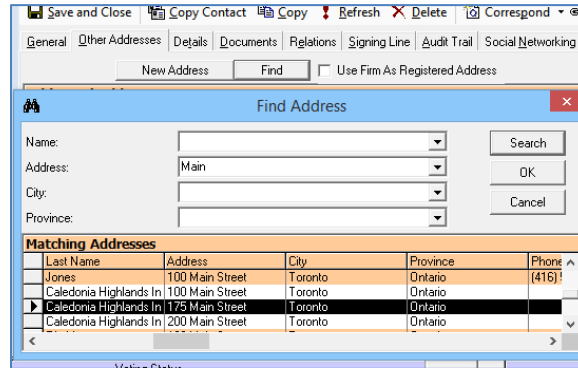 Save and Close Copy Contact Copy Refresh Delete Correspond
General Other Addresses Details Documents Relations Signing Line Audit Trail Social Networking
New Address Find Use Firm As Registered Address
Find Address
Name: Search
Address: Main OK
City: Cancel
Province:
Matching Addresses
Last Name Address City Province Phone
Jones 100 Main Street Toronto Ontario (416)
Caledonia Highlands In 100 Main Street Toronto Ontario
Caledonia Highlands In 175 Main Street Toronto Ontario
Caledonia Highlands In 200 Main Street Toronto Ontario
Voting Status